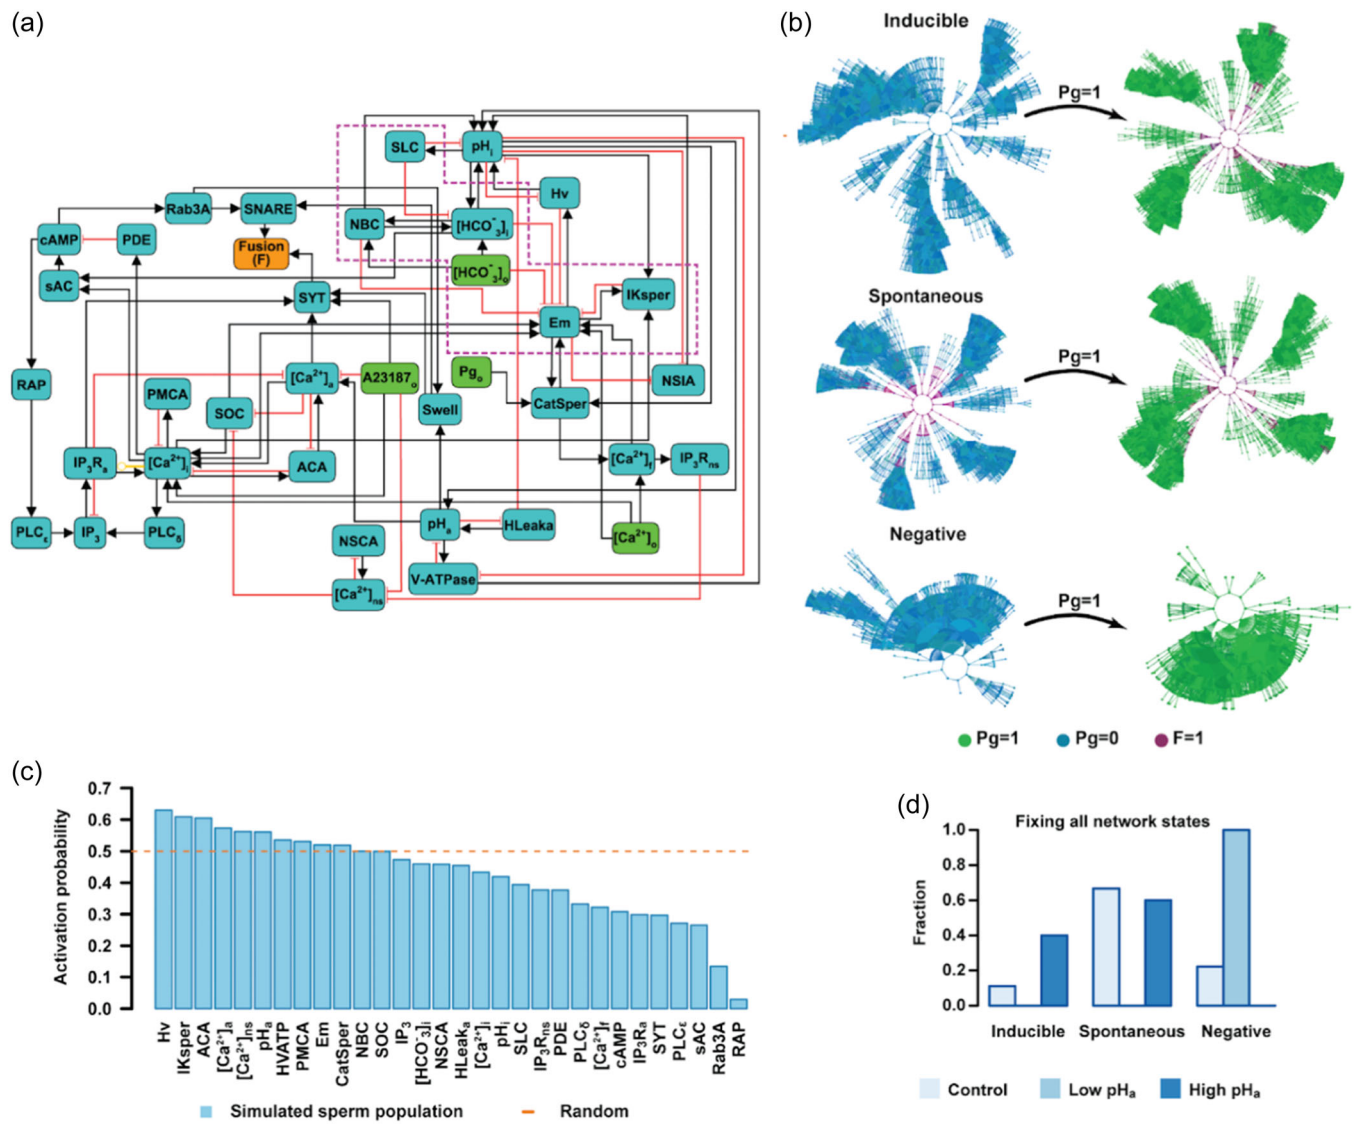 (a)
SLC
pHi
Hv
Rab3A
SNARE
NBC
[HCO⁻3]i
cAMP
PDE
Fusion
(F)
[HCO⁻3]o
sAC
SYT
IKsper
Em
RAP
PMCA
[Ca²⁺]a
A23187o
Pgo
NSIA
SOC
Swell
CatSper
IP3Ra
[Ca²⁺]i
ACA
[Ca²⁺]f
IP3Rns
PLCε
IP3
PLCδ
pHa
HLeaka
[Ca²⁺]o
NSCA
V-ATPase
[Ca²⁺]ns
(b)
Inducible
Pg=1
Spontaneous
Pg=1
Negative
Pg=1
Pg=1 Pg=0 F=1
(c)
Activation probability
0.7
0.6
0.5
0.4
0.3
0.2
0.1
0.0
Hv
IKsper
ACA
[Ca²⁺]a
[Ca²⁺]ns
pHa
HVATP
PMCA
Em
CatSper
NBC
SOC
IP3
[HCO⁻3]i
NSCA
HLeaka
[Ca²⁺]i
pHi
SLC
IP3Rns
PDE
PLCδ
[Ca²⁺]f
cAMP
IP3Ra
SYT
PLCε
sAC
Rab3A
RAP
Simulated sperm population Random
(d)
Fixing all network states
Fraction
1.0
0.8
0.6
0.4
0.2
0.0
Inducible Spontaneous Negative
Control Low pHa High pHa